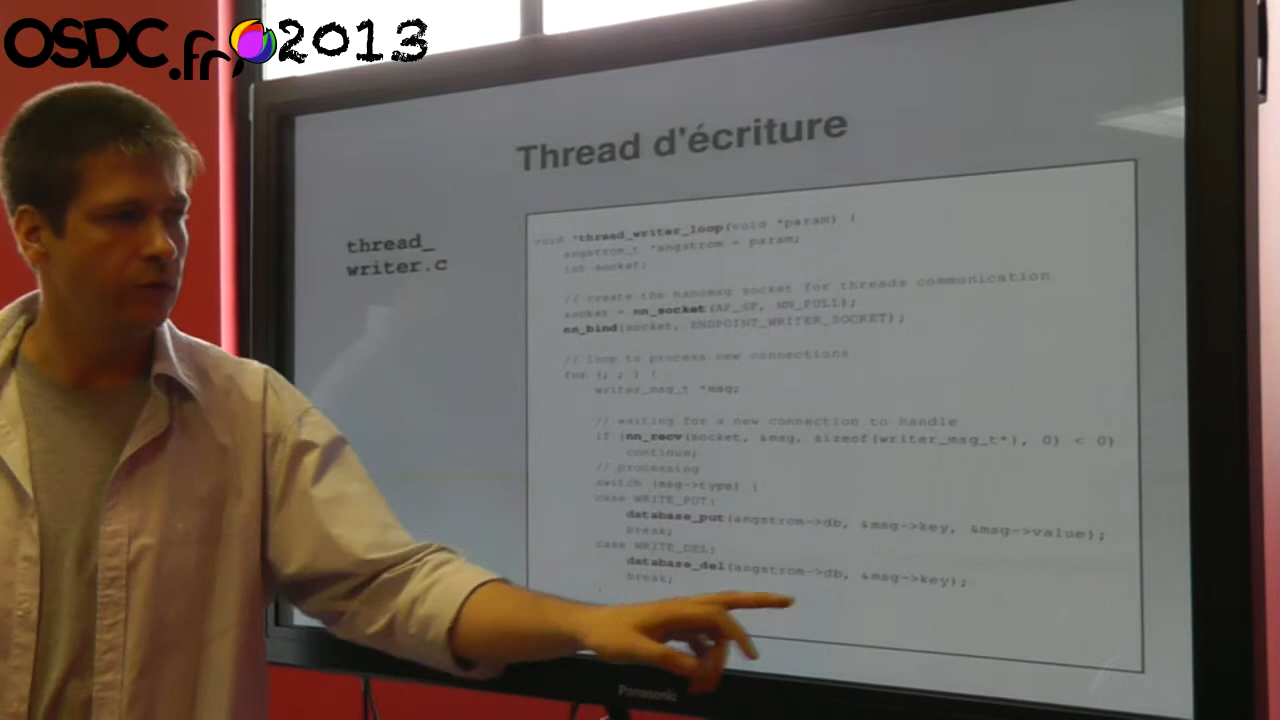 OSDC.fr 2013
Thread d'écriture
thread_
writer.c
void *thread_writer_loop(void *param) {
angstrom_t *angstrom = param;
int socket;
// create the nanomsg socket for threads communication
socket = nn_socket(AF_SP, NN_PULL);
nn_bind(socket, ENDPOINT_WRITER_SOCKET);
// loop to process new connections
for (; ; ) {
writer_msg_t *msg;
// waiting for a new connection to handle
if (nn_recv(socket, &msg, sizeof(writer_msg_t*), 0) < 0)
continue;
// processing
switch (msg->type) {
case WRITE_PUT:
database_put(angstrom->db, &msg->key, &msg->value);
break;
case WRITE_DEL:
database_del(angstrom->db, &msg->key);
break;
}
Panasonic